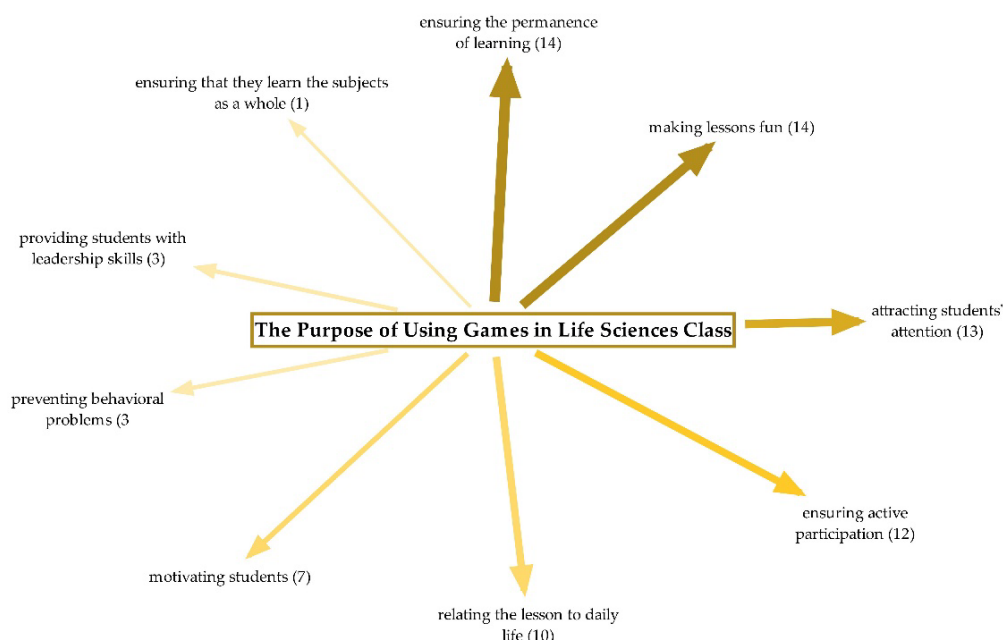 ensuring the permanence
of learning (14)
ensuring that they learn the subjects
as a whole (1)
making lessons fun (14)
providing students with
leadership skills (3)
attracting students'
attention (13)
The Purpose of Using Games in Life Sciences Class
preventing behavioral
problems (3
ensuring active
participation (12)
motivating students (7)
relating the lesson to daily
life (10)